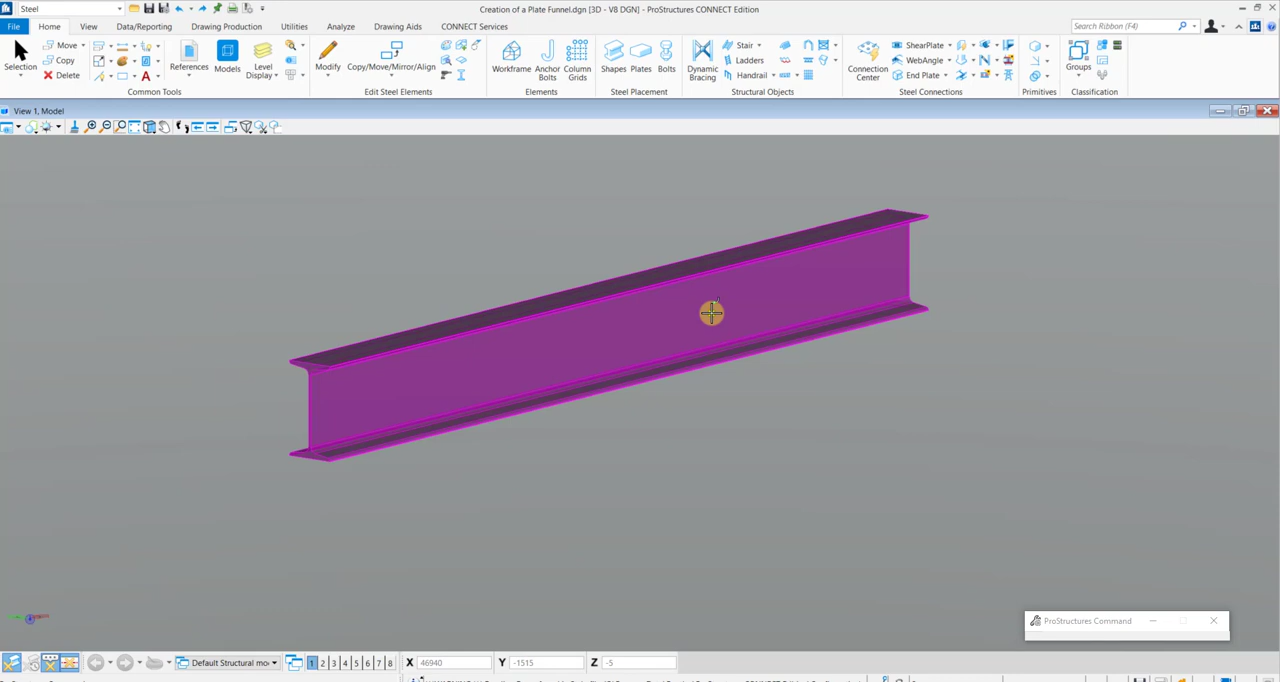 Steel
Creation of a Plate Funnel.dgn [3D - V8 DGN] - ProStructures CONNECT Edition
File Home View Data/Reporting Drawing Production Utilities Analyze Drawing Aids CONNECT Services
Search Ribbon (F4)
Selection
Move
Copy
Delete
Common Tools
References
Models
Level
Display
Modify
Copy/Move/Mirror/Align
Edit Steel Elements
Workframe
Anchor
Bolts
Column
Grids
Elements
Shapes
Plates
Bolts
Steel Placement
Dynamic
Bracing
Stair
Ladders
Handrail
Structural Objects
Connection
Center
ShearPlate
WebAngle
End Plate
Steel Connections
Primitives
Groups
Classification
View 1, Model
ProStructures Command
Default Structural mo
1 2 3 4 5 6 7 8
X 46940
Y -1515
Z -5